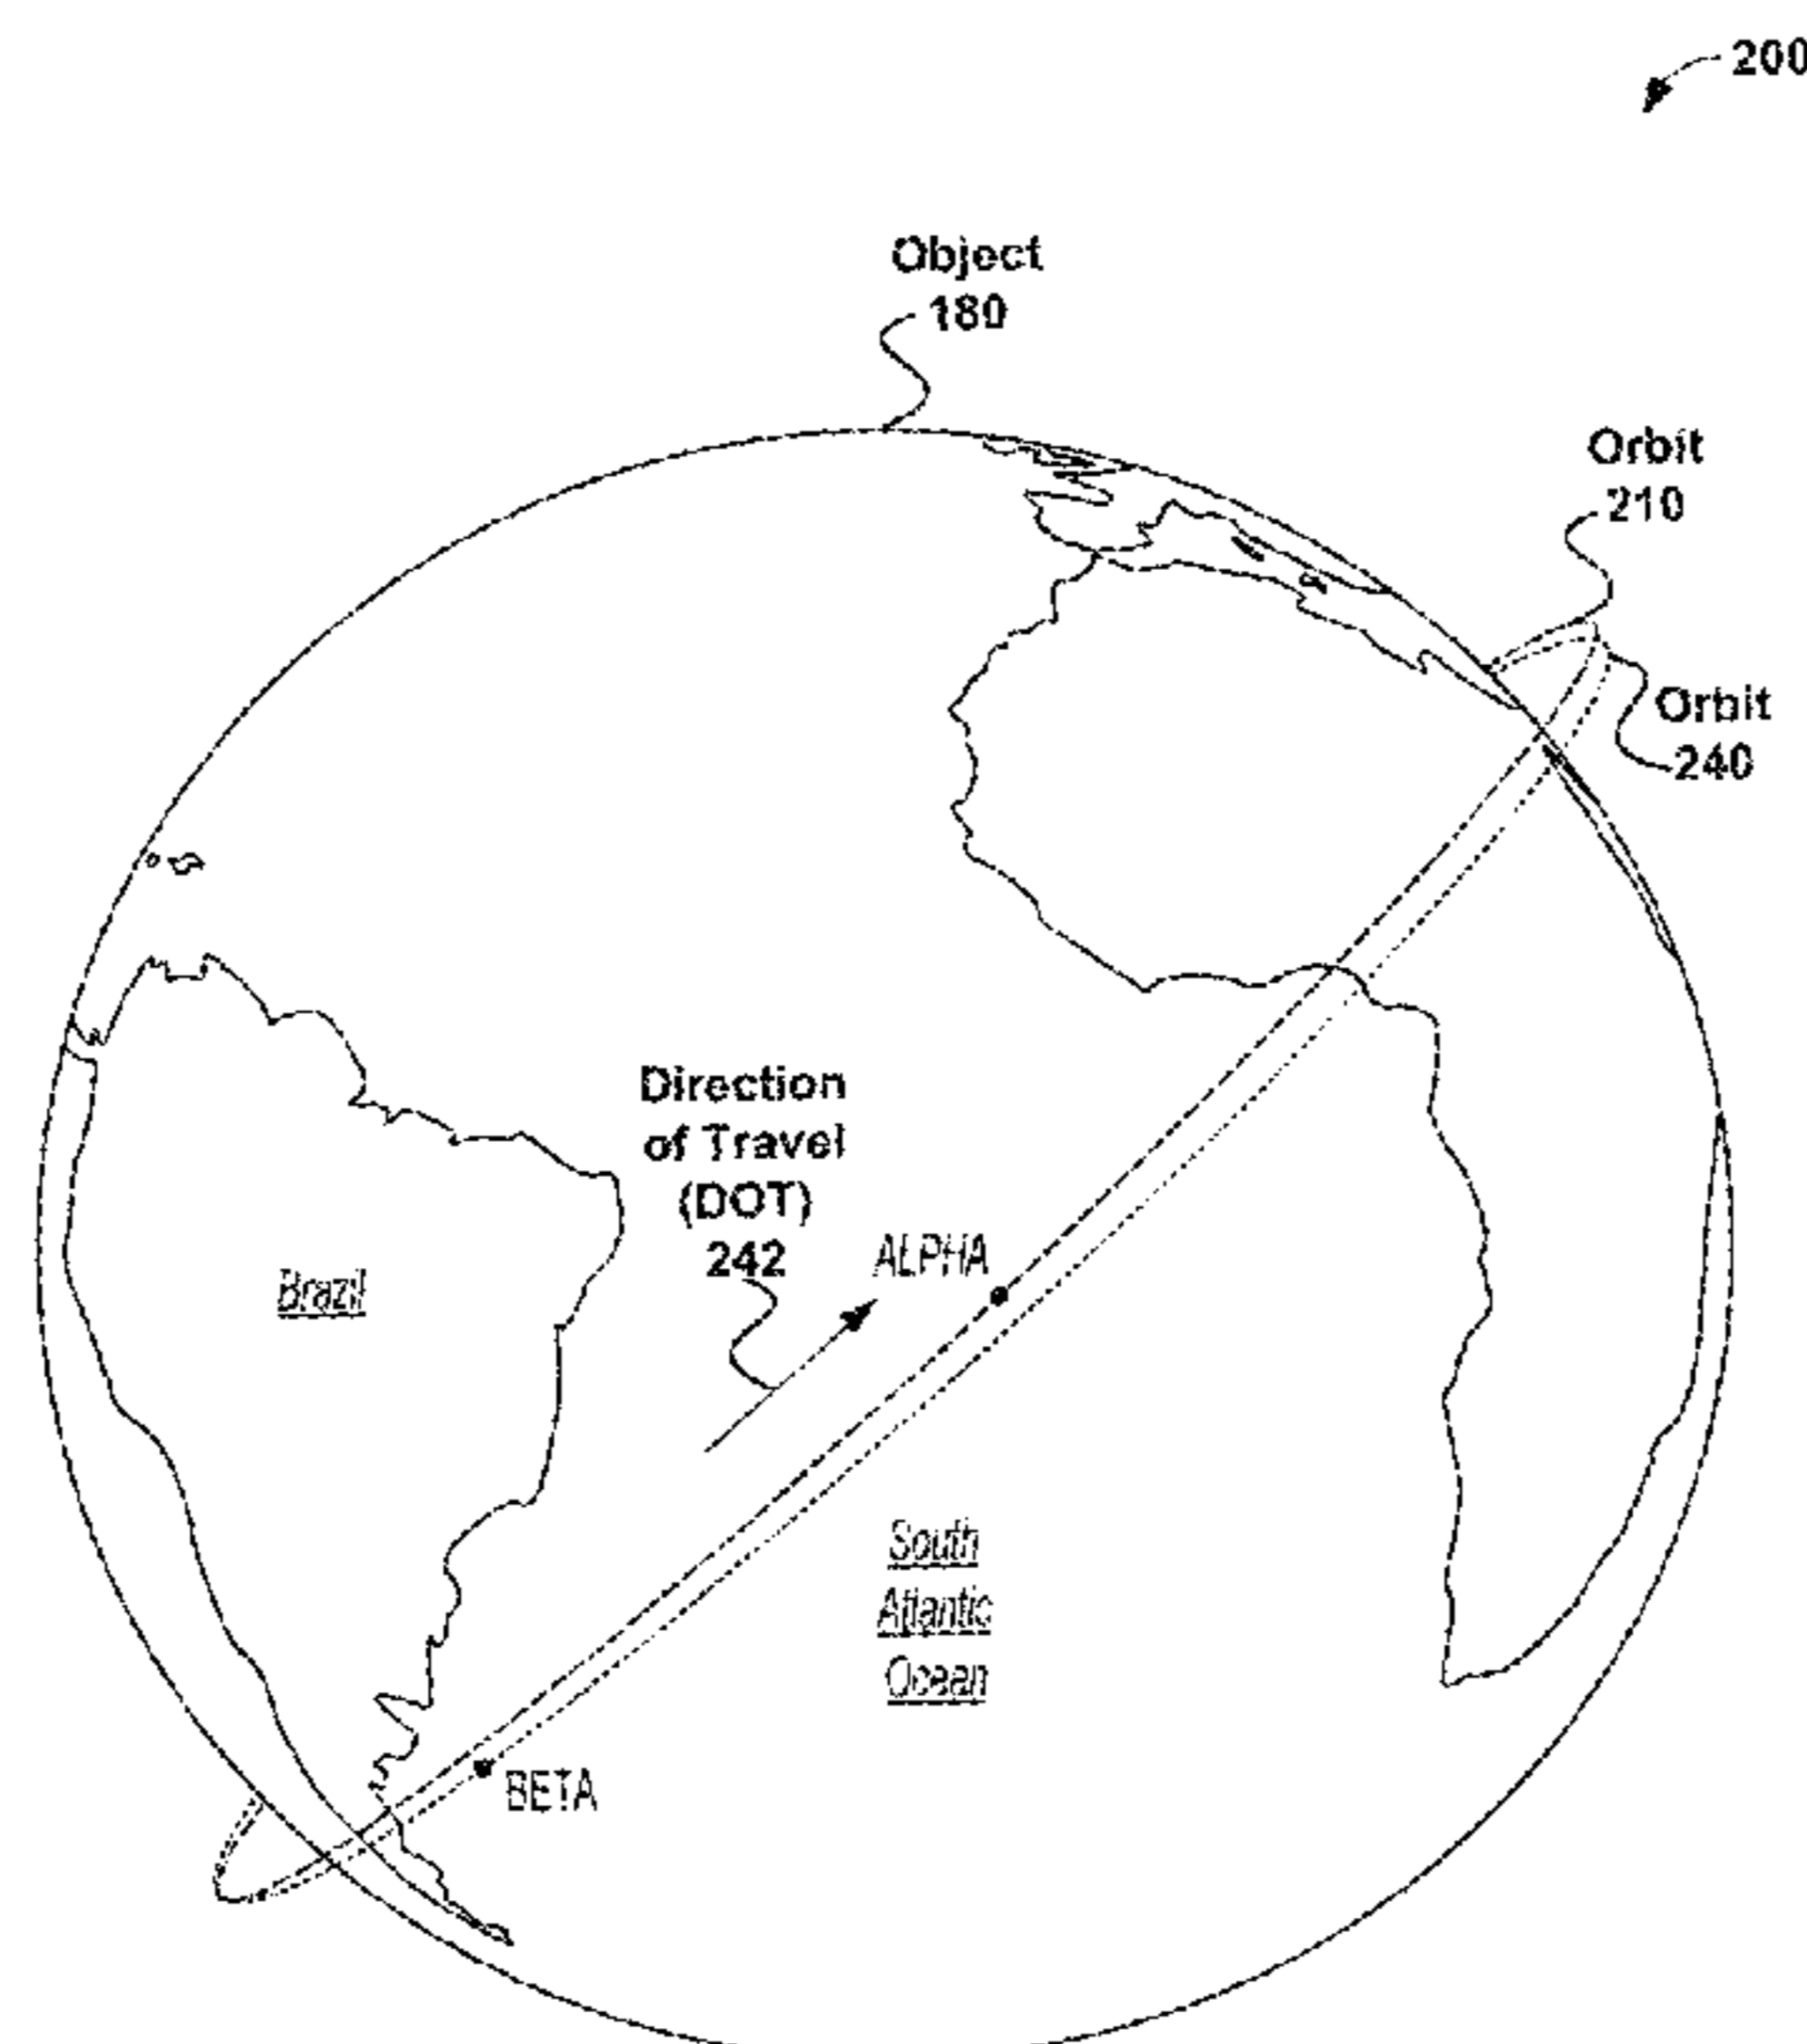 200
Object
180
Orbit
210
Orbit
240
Direction
of Travel
(DOT)
242
ALPHA
Brazil
South
Atlantic
Ocean
BETA